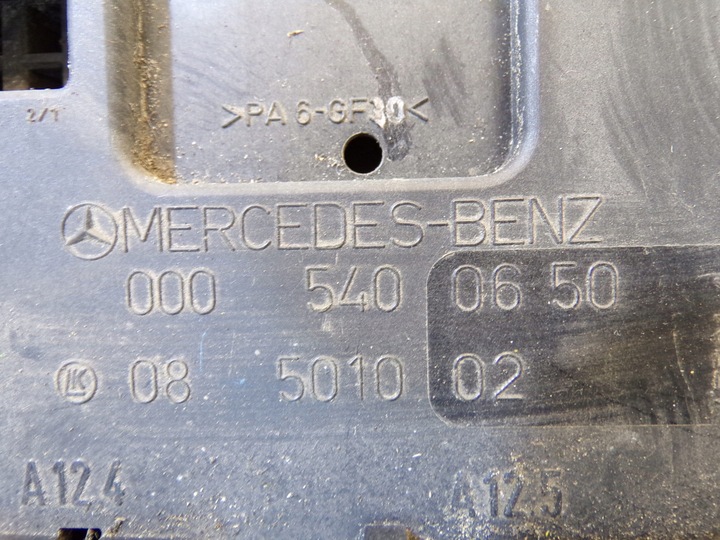 >PA 6-GF30<
2/1
MERCEDES-BENZ
000 540 06 50
08 5010 02
A12.4 A12.5